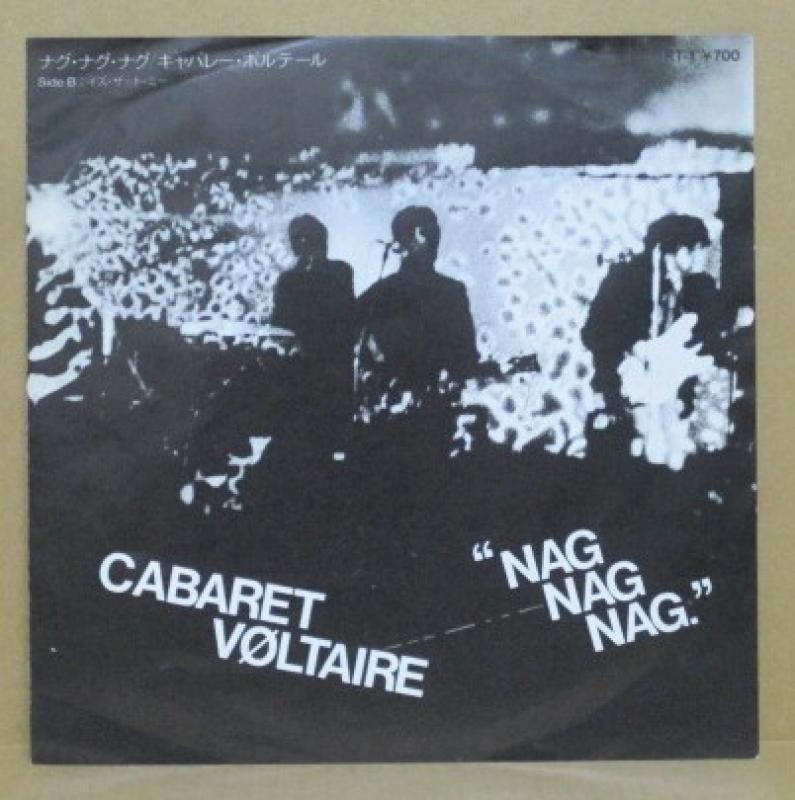 ナグ・ナグ・ナグ/キャバレー・ボルテール
RT-1 ¥700
Side B:イズ・ザット・ミー
CABARET
VØLTAIRE
“NAG
NAG
NAG.”